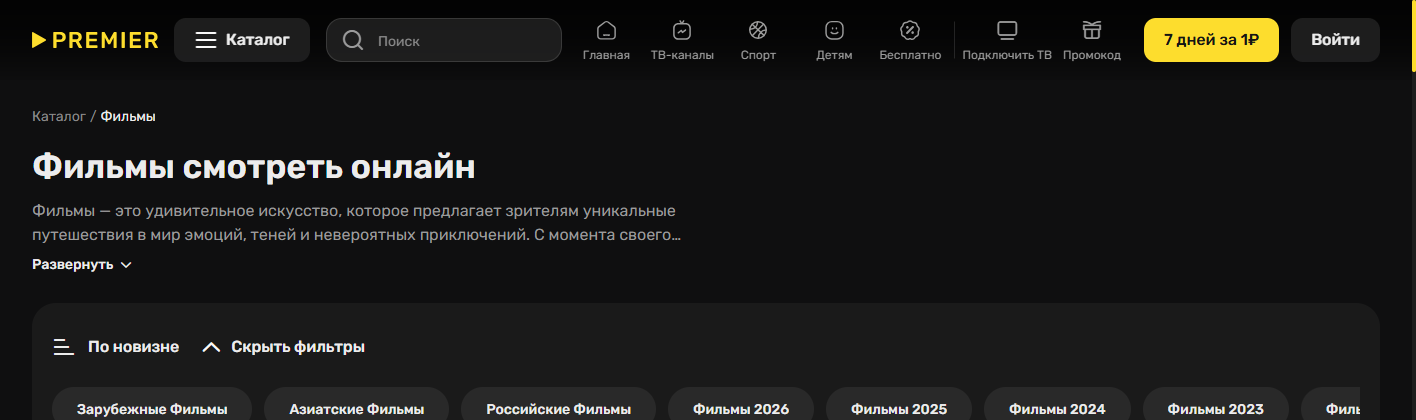 PREMIER
Каталог
Поиск
Главная
ТВ-каналы
Спорт
Детям
Бесплатно
Подключить ТВ
Промокод
7 дней за 1₽
Войти
Каталог / Фильмы
Фильмы смотреть онлайн
Фильмы — это удивительное искусство, которое предлагает зрителям уникальные
путешествия в мир эмоций, теней и невероятных приключений. С момента своего…
Развернуть
По новизне
Скрыть фильтры
Зарубежные Фильмы
Азиатские Фильмы
Российские Фильмы
Фильмы 2026
Фильмы 2025
Фильмы 2024
Фильмы 2023